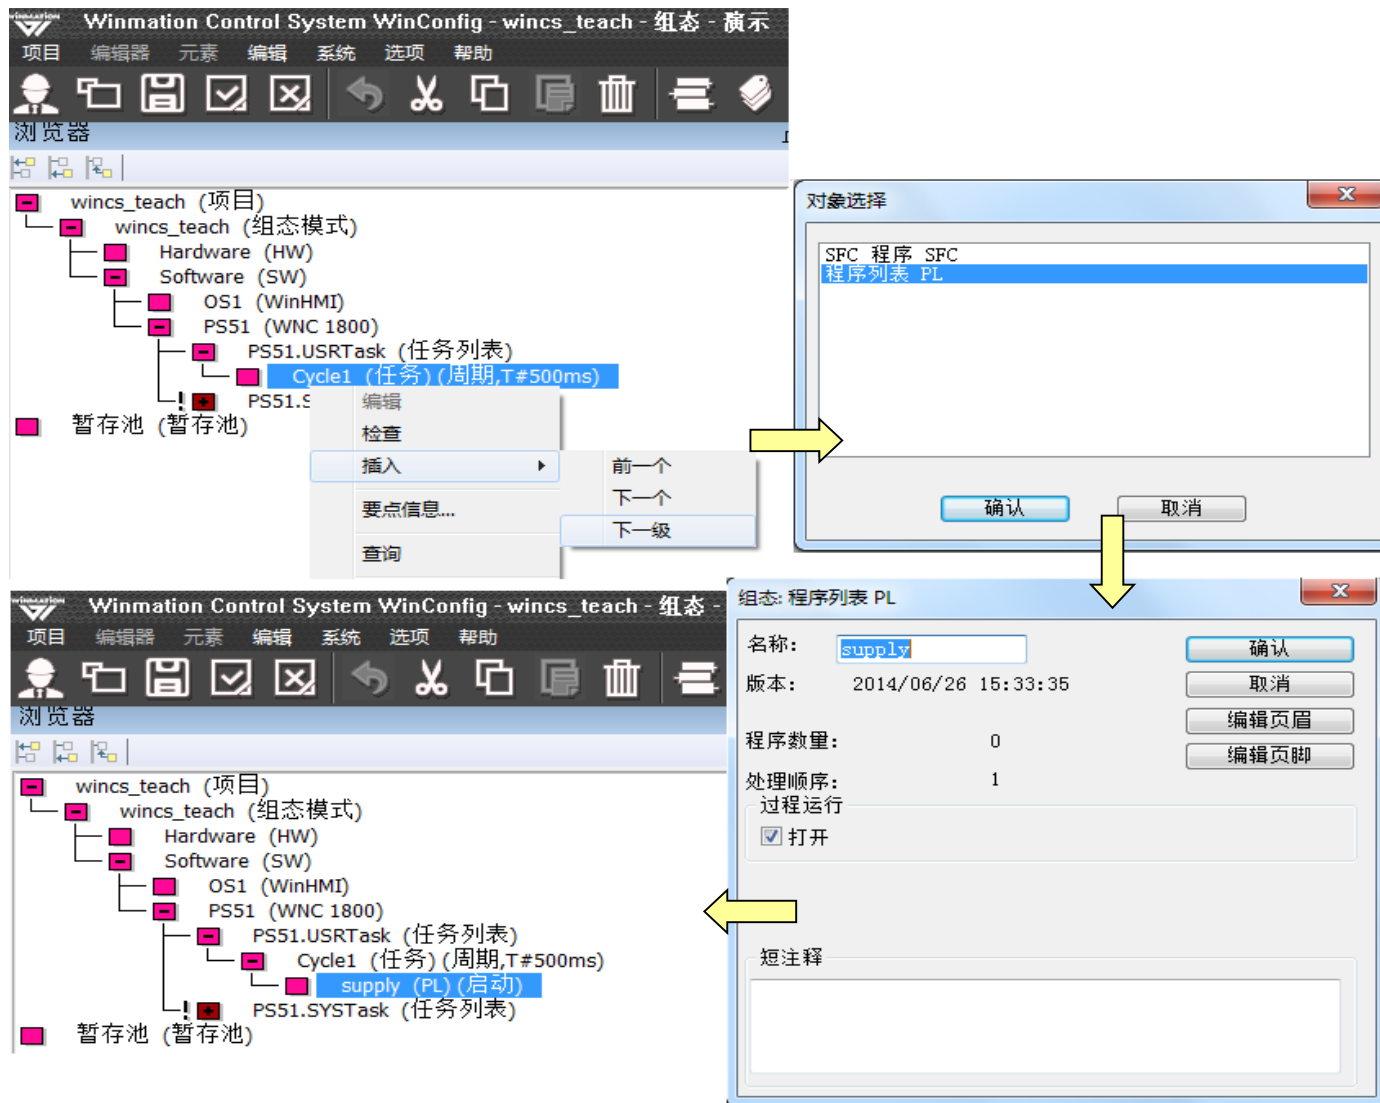 Winmation Control System WinConfig - wincs_teach - 组态 - 演示
项目 编辑器 元素 编辑 系统 选项 帮助
浏览器
wincs_teach (项目)
wincs_teach (组态模式)
Hardware (HW)
Software (SW)
OS1 (WinHMI)
PS51 (WNC 1800)
PS51.USRTask (任务列表)
Cycle1 (任务) (周期,T#500ms)
PS51.S
暂存池 (暂存池)
编辑
检查
插入
要点信息...
查询
前一个
下一个
下一级
对象选择
SFC 程序 SFC
程序列表 PL
确认 取消
Winmation Control System WinConfig - wincs_teach - 组态 -
项目 编辑器 元素 编辑 系统 选项 帮助
浏览器
wincs_teach (项目)
wincs_teach (组态模式)
Hardware (HW)
Software (SW)
OS1 (WinHMI)
PS51 (WNC 1800)
PS51.USRTask (任务列表)
Cycle1 (任务) (周期,T#500ms)
supply (PL) (启动)
PS51.SYSTask (任务列表)
暂存池 (暂存池)
组态: 程序列表 PL
名称: supply 确认
版本: 2014/06/26 15:33:35 取消
编辑页眉
程序数量: 0
编辑页脚
处理顺序: 1
过程运行
打开
短注释